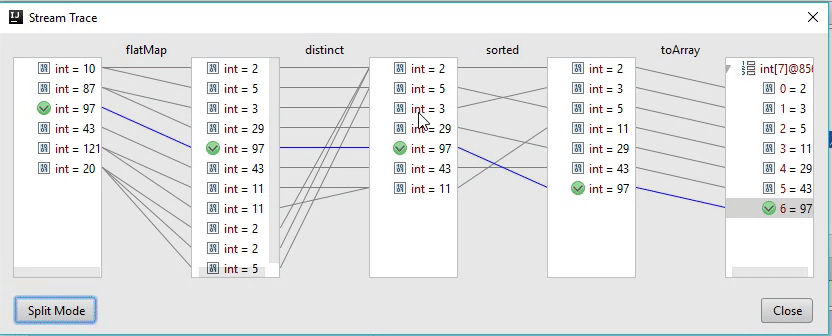 Stream Trace
flatMap distinct sorted toArray
int = 10
int = 87
int = 97
int = 43
int = 121
int = 20
int = 2
int = 5
int = 3
int = 29
int = 97
int = 43
int = 11
int = 11
int = 2
int = 2
int = 5
int = 2
int = 5
int = 3
int = 29
int = 97
int = 43
int = 11
int = 2
int = 3
int = 5
int = 11
int = 29
int = 43
int = 97
int[7]@856
0 = 2
1 = 3
2 = 5
3 = 11
4 = 29
5 = 43
6 = 97
Split Mode
Close